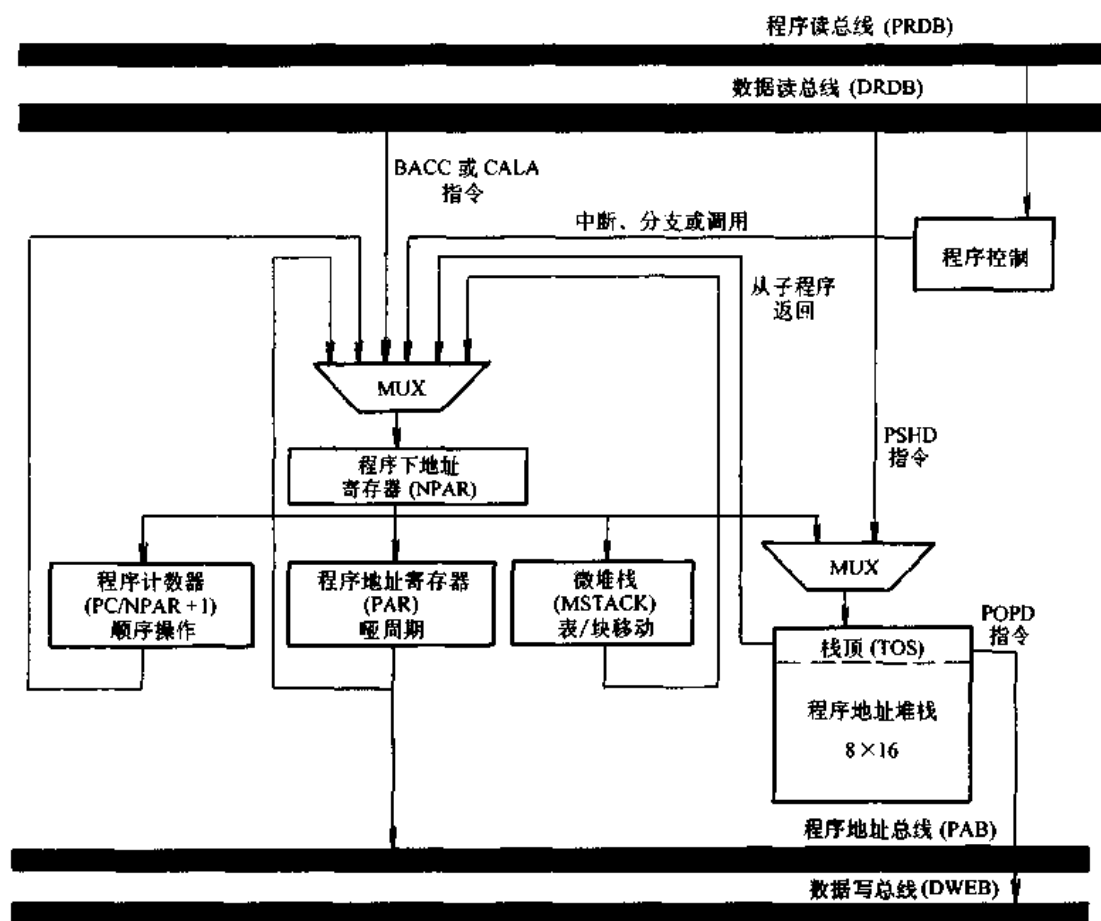 程序读总线 (PRDB)
数据读总线 (DRDB)
BACC 或 CALA
指令
中断、分支或调用
程序控制
从子程序
返回
MUX
PSHD
指令
程序下地址
寄存器 (NPAR)
程序计数器
(PC/NPAR+1)
顺序操作
程序地址寄存器
(PAR)
哑周期
微堆栈
(MSTACK)
表/块移动
MUX
POPD
指令
栈顶 (TOS)
程序地址堆栈
8×16
程序地址总线 (PAB)
数据写总线 (DWEB)